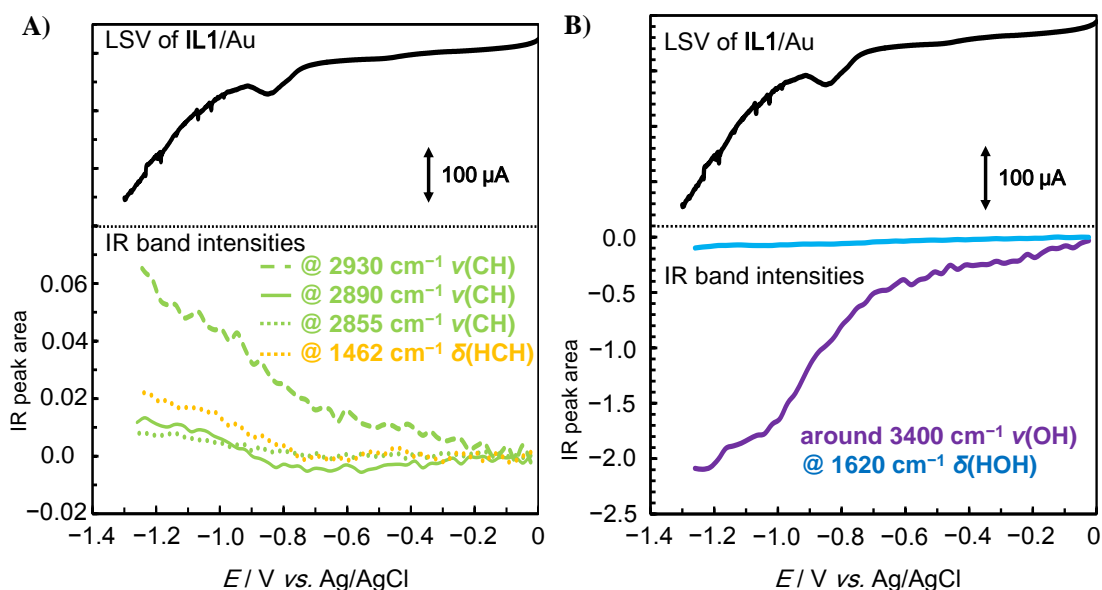 A)
LSV of IL1/Au
100 µA
IR band intensities
@ 2930 cm⁻¹ ν(CH)
@ 2890 cm⁻¹ ν(CH)
@ 2855 cm⁻¹ ν(CH)
@ 1462 cm⁻¹ δ(HCH)
IR peak area
0.06
0.04
0.02
0.0
−0.02
−1.4 −1.2 −1.0 −0.8 −0.6 −0.4 −0.2 0
E / V vs. Ag/AgCl
B)
LSV of IL1/Au
100 µA
IR band intensities
around 3400 cm⁻¹ ν(OH)
@ 1620 cm⁻¹ δ(HOH)
IR peak area
0.0
−0.5
−1.0
−1.5
−2.0
−2.5
−1.4 −1.2 −1.0 −0.8 −0.6 −0.4 −0.2 0
E / V vs. Ag/AgCl